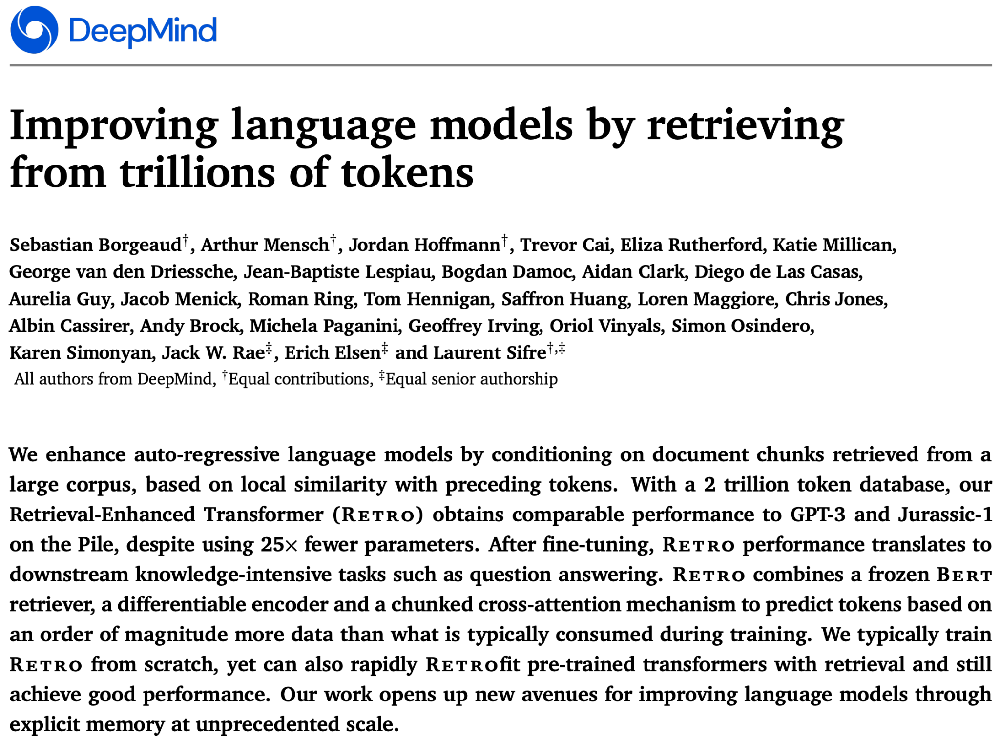 DeepMind
Improving language models by retrieving
from trillions of tokens
Sebastian Borgeaud†, Arthur Mensch†, Jordan Hoffmann†, Trevor Cai, Eliza Rutherford, Katie Millican,
George van den Driessche, Jean-Baptiste Lespiau, Bogdan Damoc, Aidan Clark, Diego de Las Casas,
Aurelia Guy, Jacob Menick, Roman Ring, Tom Hennigan, Saffron Huang, Loren Maggiore, Chris Jones,
Albin Cassirer, Andy Brock, Michela Paganini, Geoffrey Irving, Oriol Vinyals, Simon Osindero,
Karen Simonyan, Jack W. Rae‡, Erich Elsen‡ and Laurent Sifre†,‡
All authors from DeepMind, †Equal contributions, ‡Equal senior authorship
We enhance auto-regressive language models by conditioning on document chunks retrieved from a
large corpus, based on local similarity with preceding tokens. With a 2 trillion token database, our
Retrieval-Enhanced Transformer (RETRO) obtains comparable performance to GPT-3 and Jurassic-1
on the Pile, despite using 25× fewer parameters. After fine-tuning, RETRO performance translates to
downstream knowledge-intensive tasks such as question answering. RETRO combines a frozen BERT
retriever, a differentiable encoder and a chunked cross-attention mechanism to predict tokens based on
an order of magnitude more data than what is typically consumed during training. We typically train
RETRO from scratch, yet can also rapidly RETROfit pre-trained transformers with retrieval and still
achieve good performance. Our work opens up new avenues for improving language models through
explicit memory at unprecedented scale.